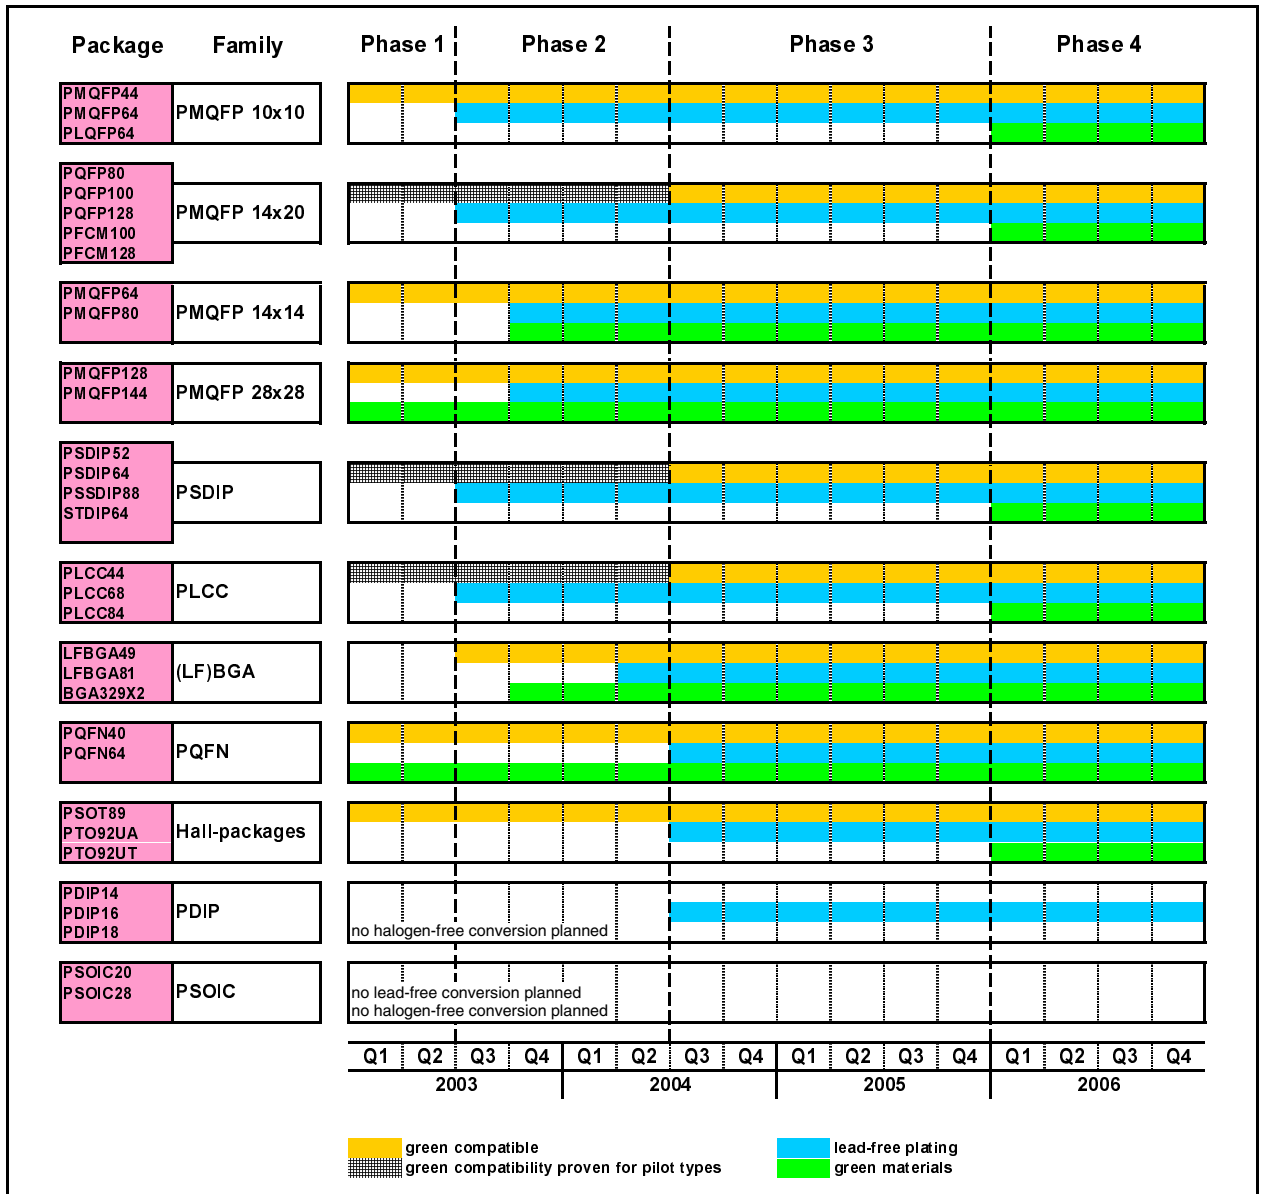 Package Family Phase 1 Phase 2 Phase 3 Phase 4
PMQFP44
PMQFP64
PLQFP64
PMQFP 10x10
PQFP80
PQFP100
PQFP128
PFCM100
PFCM128
PMQFP 14x20
PMQFP64
PMQFP80
PMQFP 14x14
PMQFP128
PMQFP144
PMQFP 28x28
PSDIP52
PSDIP64
PSSDIP88
STDIP64
PSDIP
PLCC44
PLCC68
PLCC84
PLCC
LFBGA49
LFBGA81
BGA329X2
(LF)BGA
PQFN40
PQFN64
PQFN
PSOT89
PTO92UA
PTO92UT
Hall-packages
PDIP14
PDIP16
PDIP18
PDIP
no halogen-free conversion planned
PSOIC20
PSOIC28
PSOIC
no lead-free conversion planned
no halogen-free conversion planned
Q1 Q2 Q3 Q4 Q1 Q2 Q3 Q4 Q1 Q2 Q3 Q4 Q1 Q2 Q3 Q4
2003 2004 2005 2006
green compatible
green compatibility proven for pilot types
lead-free plating
green materials